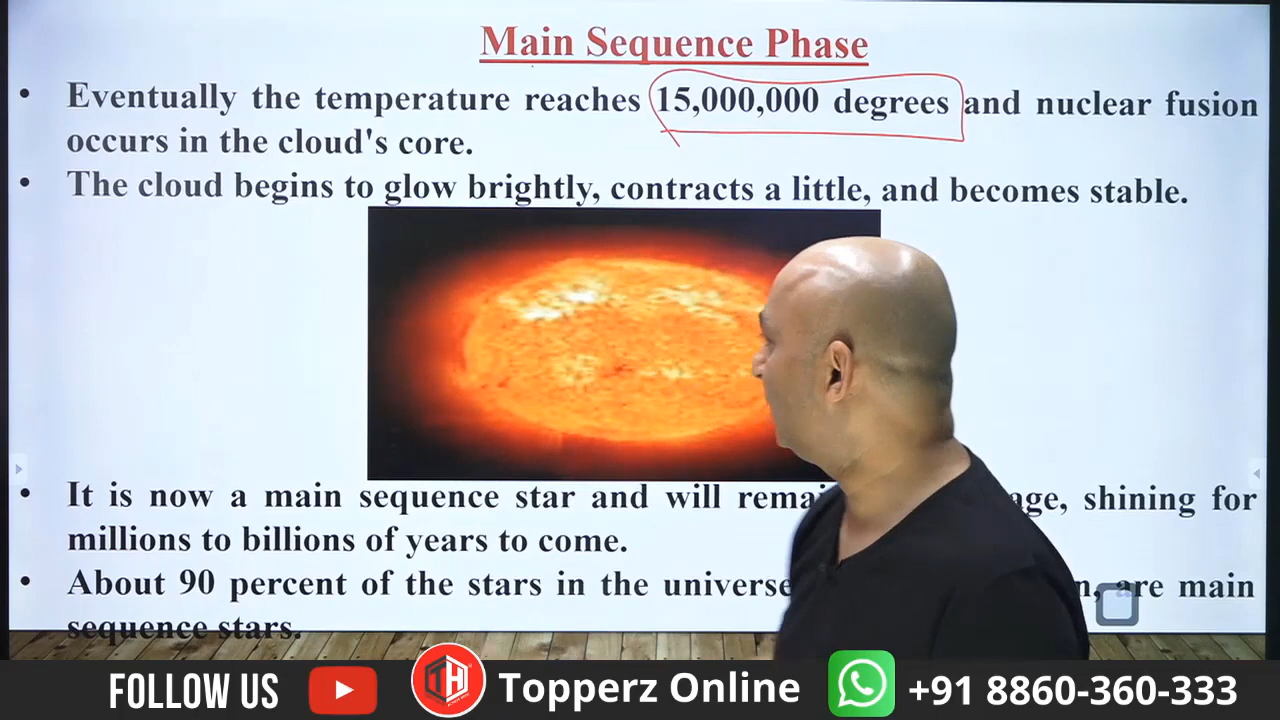 Main Sequence Phase
• Eventually the temperature reaches 15,000,000 degrees and nuclear fusion
occurs in the cloud's core.
• The cloud begins to glow brightly, contracts a little, and becomes stable.
• It is now a main sequence star and will shining for
millions to billions of years to come.
• About 90 percent of the stars in the universe are main
sequence stars.
FOLLOW US TH Topperz Online +91 8860-360-333